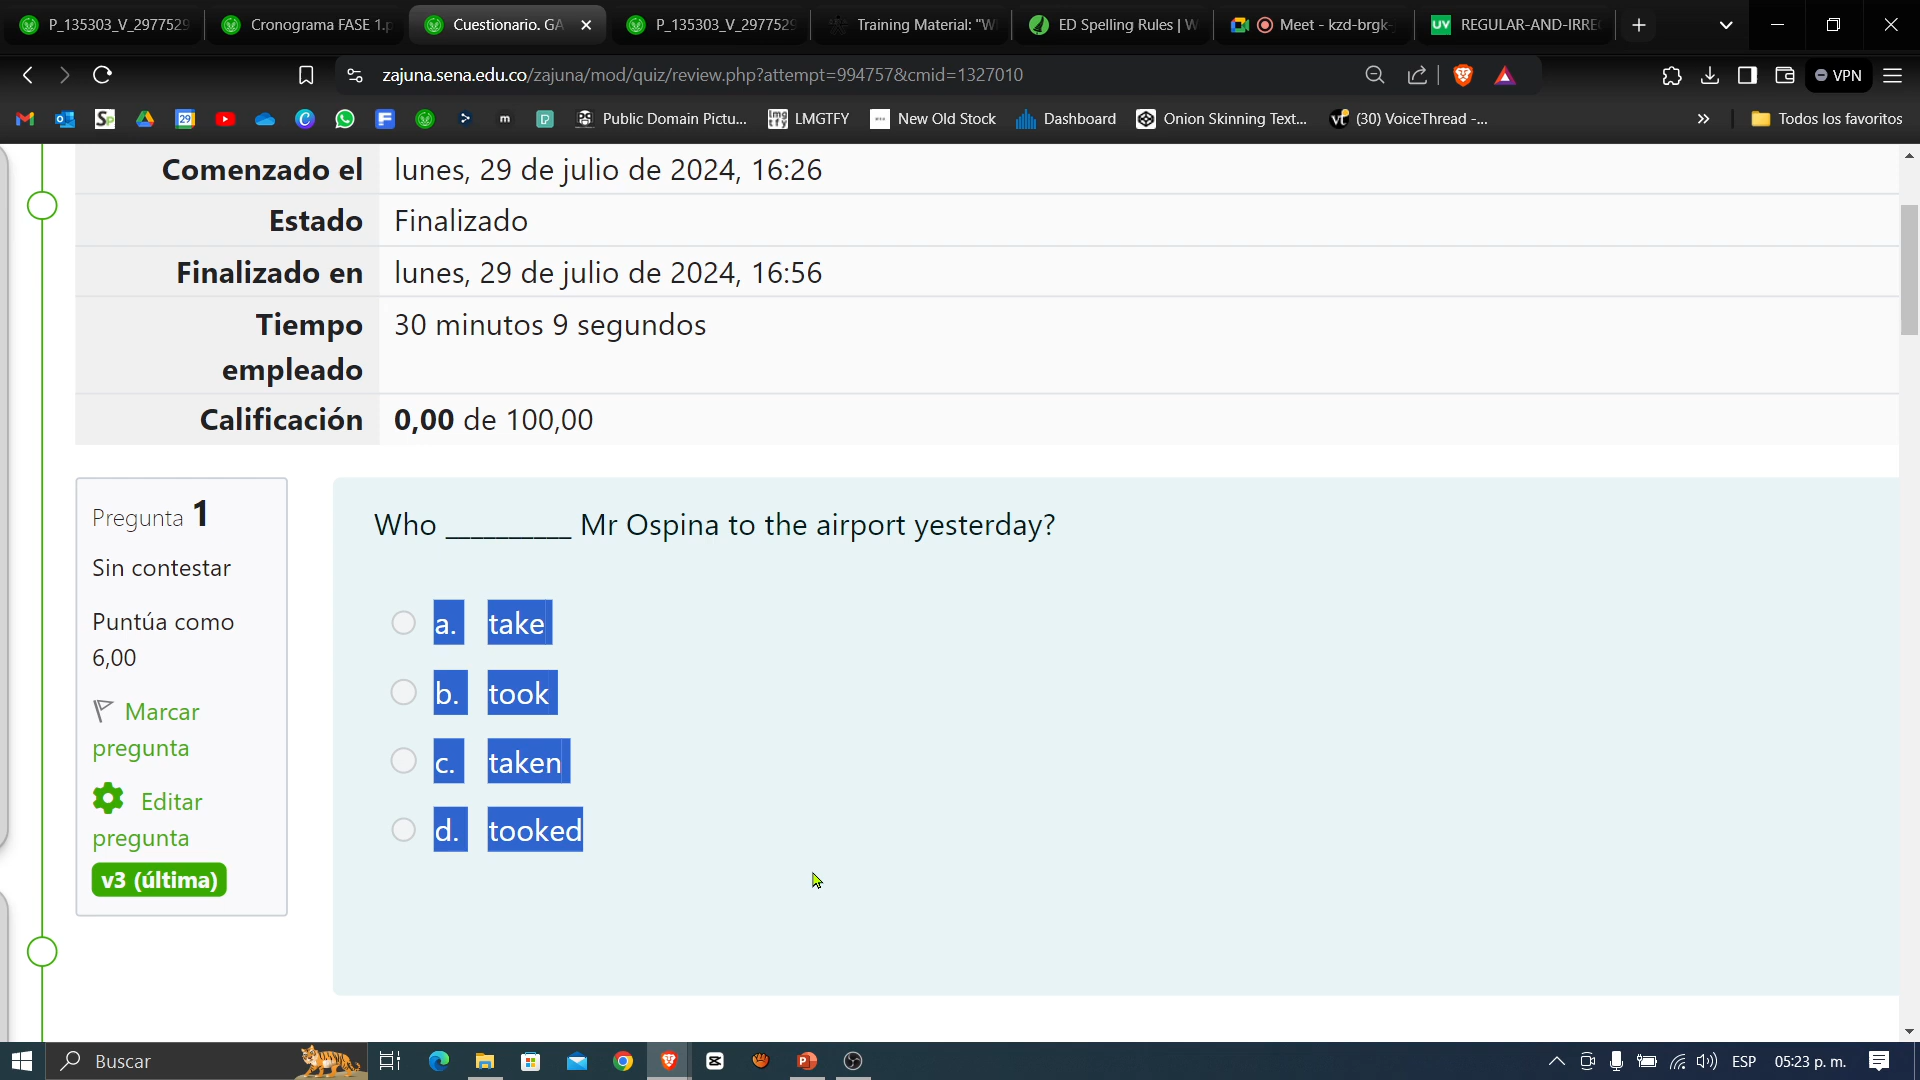 P_135303_V_2977529
Cronograma FASE 1.p
Cuestionario. GA
P_135303_V_2977529
Training Material: "W
ED Spelling Rules | W
Meet - kzd-brgk-
UV REGULAR-AND-IRRE
zajuna.sena.edu.co/zajuna/mod/quiz/review.php?attempt=994757&cmid=1327010
VPN
Public Domain Pictu...
LMGTFY
New Old Stock
Dashboard
Onion Skinning Text...
(30) VoiceThread -...
Todos los favoritos
Comenzado el lunes, 29 de julio de 2024, 16:26
Estado Finalizado
Finalizado en lunes, 29 de julio de 2024, 16:56
Tiempo empleado 30 minutos 9 segundos
Calificación 0,00 de 100,00
Pregunta 1
Sin contestar
Puntúa como
6,00
Marcar
pregunta
Editar
pregunta
v3 (última)
Who __________ Mr Ospina to the airport yesterday?
a. take
b. took
c. taken
d. tooked
Buscar
ESP
05:23 p. m.